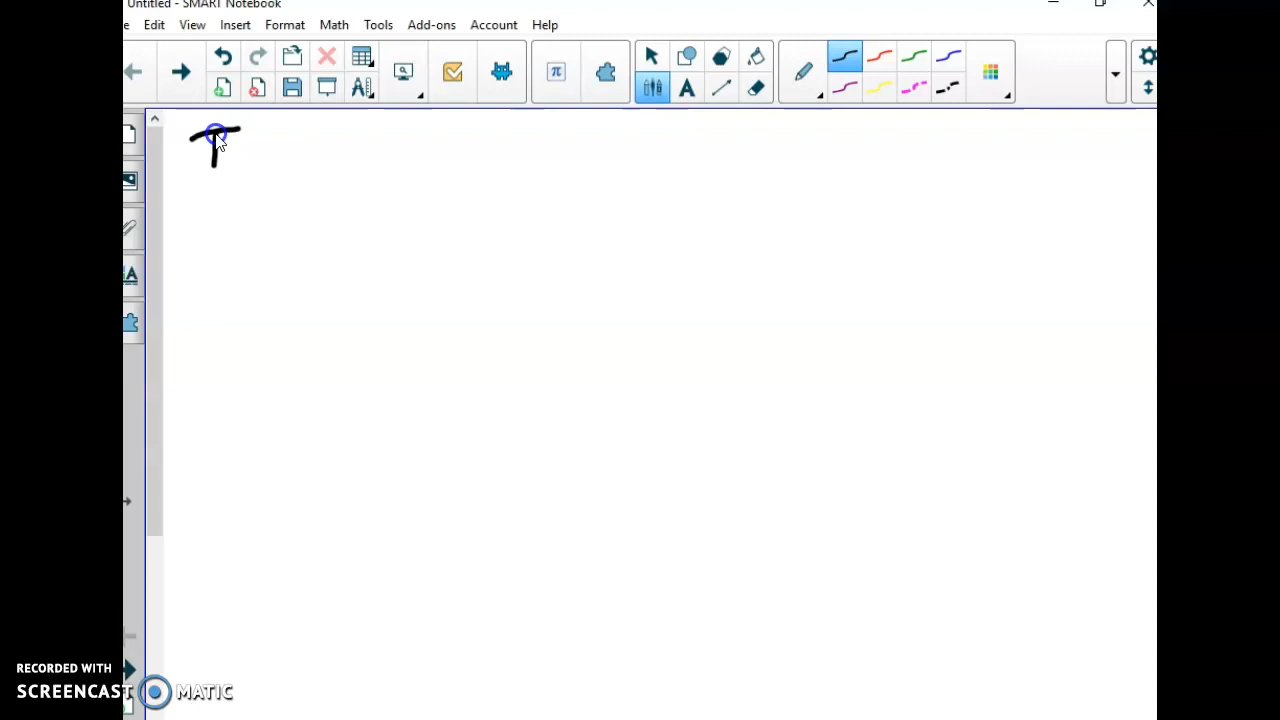 Untitled - SMART Notebook
e Edit View Insert Format Math Tools Add-ons Account Help
π
A
A
T
RECORDED WITH
SCREENCAST MATIC